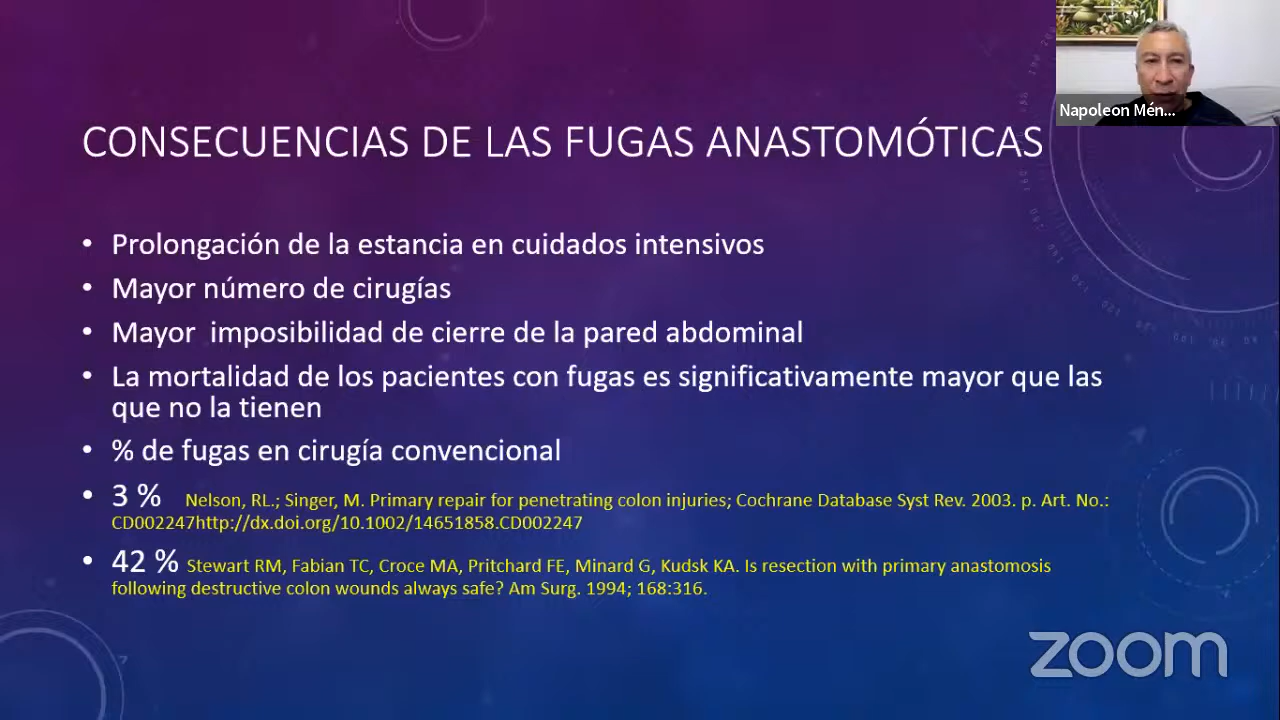 Napoleon Mén...
CONSECUENCIAS DE LAS FUGAS ANASTOMÓTICAS
• Prolongación de la estancia en cuidados intensivos
• Mayor número de cirugías
• Mayor  imposibilidad de cierre de la pared abdominal
• La mortalidad de los pacientes con fugas es significativamente mayor que las
que no la tienen
• % de fugas en cirugía convencional
• 3 % Nelson, RL.; Singer, M. Primary repair for penetrating colon injuries; Cochrane Database Syst Rev. 2003. p. Art. No.:
CD002247http://dx.doi.org/10.1002/14651858.CD002247
• 42 % Stewart RM, Fabian TC, Croce MA, Pritchard FE, Minard G, Kudsk KA. Is resection with primary anastomosis
following destructive colon wounds always safe? Am Surg. 1994; 168:316.
zoom